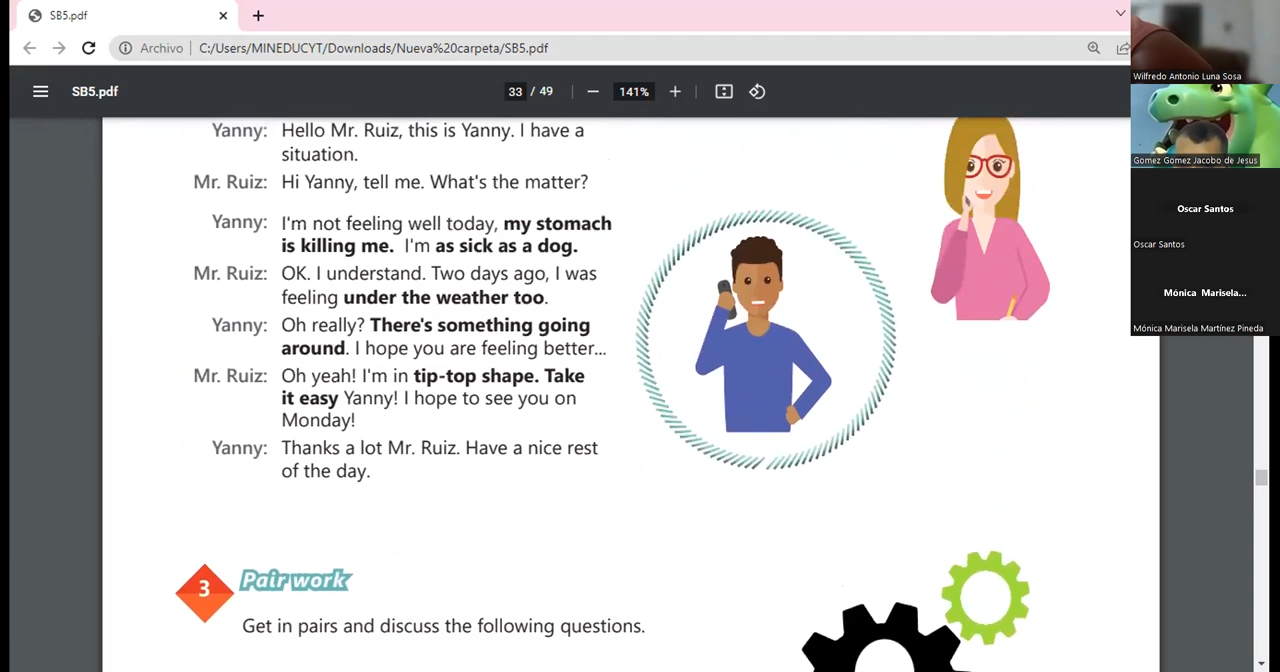 SB5.pdf
Archivo
C:/Users/MINEDUCYT/Downloads/Nueva%20carpeta/SB5.pdf
SB5.pdf
33 / 49
141%
Yanny: Hello Mr. Ruiz, this is Yanny. I have a
situation.
Mr. Ruiz: Hi Yanny, tell me. What's the matter?
Yanny: I'm not feeling well today, my stomach
is killing me. I'm as sick as a dog.
Mr. Ruiz: OK. I understand. Two days ago, I was
feeling under the weather too.
Yanny: Oh really? There's something going
around. I hope you are feeling better...
Mr. Ruiz: Oh yeah! I'm in tip-top shape. Take
it easy Yanny! I hope to see you on
Monday!
Yanny: Thanks a lot Mr. Ruiz. Have a nice rest
of the day.
3 Pair work
Get in pairs and discuss the following questions.
Wilfredo Antonio Luna Sosa
Gomez Gomez Jacobo de Jesus
Oscar Santos
Oscar Santos
Mónica Marisela...
Mónica Marisela Martínez Pineda